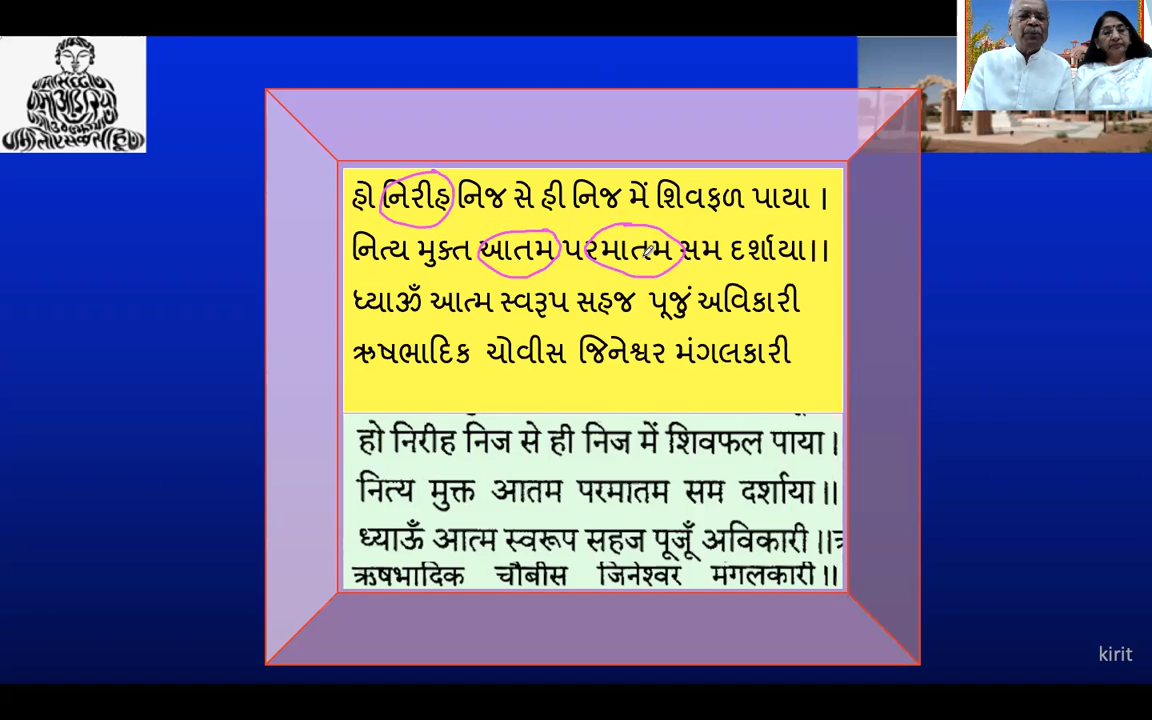 હો નિરીહ નિજ સે હી નિજ મેં શિવફળ પાયા |
નિત્ય મુક્ત આતમ પરમાતમ સમ દર્શાયા||
ધ્યાૐ આત્મ સ્વરૂપ સહજ પૂજું અવિકારી
ઋષભાદિક ચોવીસ જિનેશ્વર મંગલકારી
हो निरीह निज से ही निज में शिवफल पाया।
नित्य मुक्त आतम परमातम सम दर्शाया॥
ध्याऊँ आत्म स्वरूप सहज पूजूँ अविकारी॥
ऋषभादिक चौबीस जिनेश्वर मंगलकारी॥
kirit